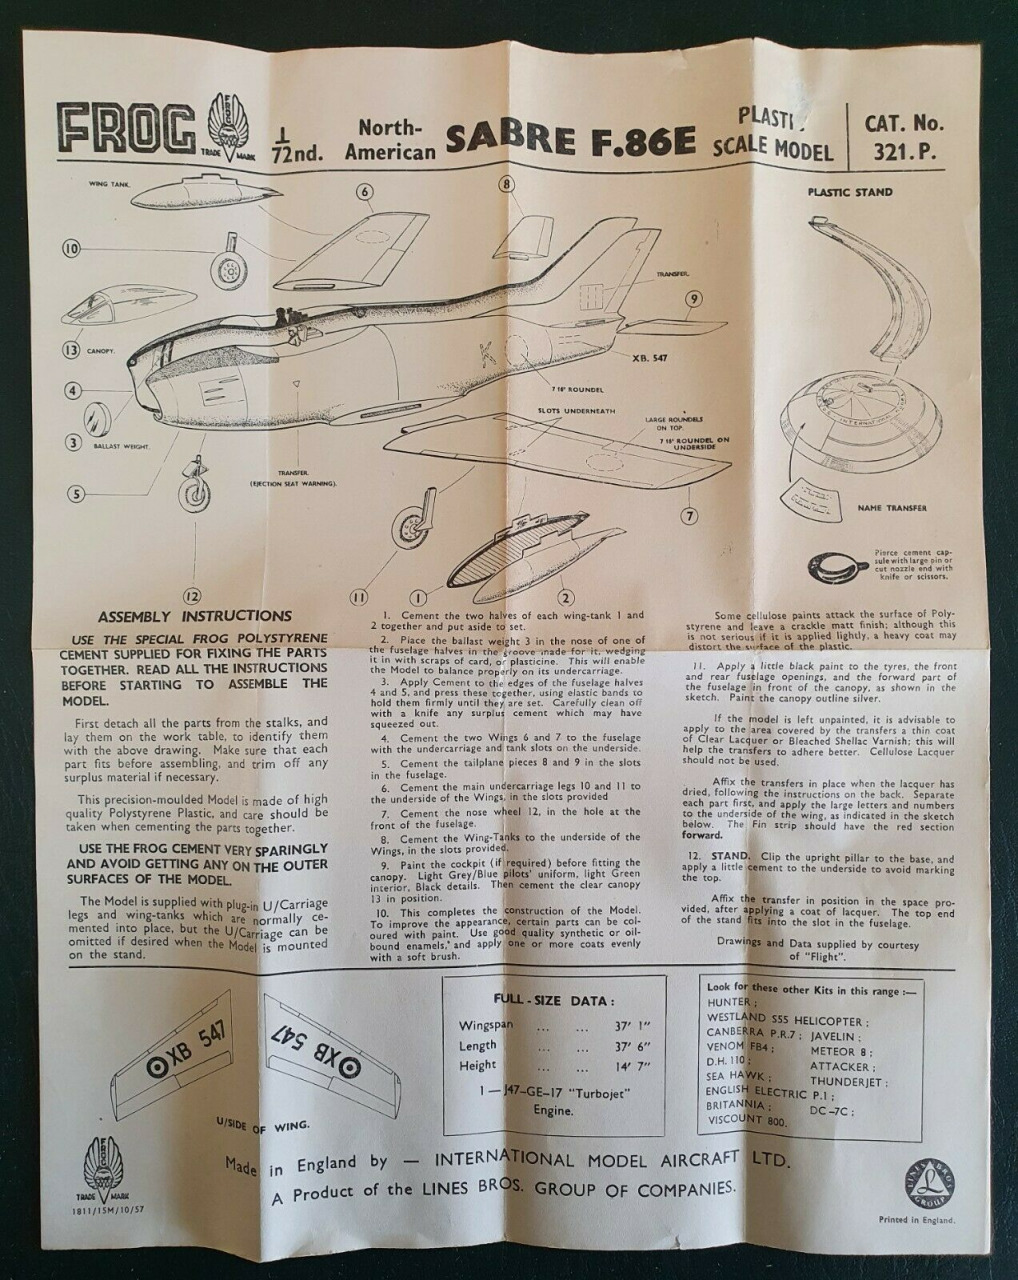 FROG
FROG
TRADE MARK
1/72nd.
North-
American
SABRE F.86E
SCALE MODEL
CAT. No.
321.P.
WING TANK.
6
8
PLASTIC STAND
10
TRANSFER.
9
13 CANOPY.
XB. 547
4
7 18" ROUNDEL
SLOTS UNDERNEATH
LARGE ROUNDELS
ON TOP.
7 18" ROUNDEL ON
UNDERSIDE
3 BALLAST WEIGHT.
5
TRANSFER.
(EJECTION SEAT WARNING).
7
NAME TRANSFER
Pierce cement cap-
sule with large pin or
cut nozzle end with
knife or scissors.
12
11
1
2
ASSEMBLY INSTRUCTIONS
USE THE SPECIAL FROG POLYSTYRENE
CEMENT SUPPLIED FOR FIXING THE PARTS
TOGETHER. READ ALL THE INSTRUCTIONS
BEFORE STARTING TO ASSEMBLE THE
MODEL.
First detach all the parts from the stalks, and
lay them on the work table, to identify them
with the above drawing. Make sure that each
part fits before assembling, and trim off any
surplus material if necessary.
This precision-moulded Model is made of high
quality Polystyrene Plastic, and care should be
taken when cementing the parts together.
USE THE FROG CEMENT VERY SPARINGLY
AND AVOID GETTING ANY ON THE OUTER
SURFACES OF THE MODEL.
The Model is supplied with plug-in U/Carriage
legs and wing-tanks which are normally ce-
mented into place, but the U/Carriage can be
omitted if desired when the Model is mounted
on the stand.
1. Cement the two halves of each wing-tank 1 and
2 together and put aside to set.
2. Place the ballast weight 3 in the nose of one of
the fuselage halves in the groove made for it, wedging
it in with scraps of card, or plasticine. This will enable
the Model to balance properly on its undercarriage.
3. Apply Cement to the edges of the fuselage halves
4 and 5, and press these together, using elastic bands to
hold them firmly until they are set. Carefully clean off
with a knife any surplus cement which may have
squeezed out.
4. Cement the two Wings 6 and 7 to the fuselage
with the undercarriage and tank slots on the underside.
5. Cement the tailplane pieces 8 and 9 in the slots
in the fuselage.
6. Cement the main undercarriage legs 10 and 11 to
the underside of the Wings, in the slots provided
7. Cement the nose wheel 12, in the hole at the
front of the fuselage.
8. Cement the Wing-Tanks to the underside of the
Wings, in the slots provided.
9. Paint the cockpit (if required) before fitting the
canopy. Light Grey/Blue pilots' uniform, light Green
interior, Black details. Then cement the clear canopy
13 in position.
10. This completes the construction of the Model.
To improve the appearance, certain parts can be col-
oured with paint. Use good quality synthetic or oil-
bound enamels, and apply one or more coats evenly
with a soft brush.
Some cellulose paints attack the surface of Poly-
styrene and leave a crackle matt finish; although this
is not serious if it is applied lightly, a heavy coat may
distort the surface of the plastic.
11. Apply a little black paint to the tyres, the front
and rear fuselage openings, and the forward part of
the fuselage in front of the canopy, as shown in the
sketch. Paint the canopy outline silver.
If the model is left unpainted, it is advisable to
apply to the area covered by the transfers a thin coat
of Clear Lacquer or Bleached Shellac Varnish; this will
help the transfers to adhere better. Cellulose Lacquer
should not be used.
Affix the transfers in place when the lacquer has
dried, following the instructions on the back. Separate
each part first, and apply the large letters and numbers
to the underside of the wing, as indicated in the sketch
below. The Fin strip should have the red section
forward.
12. STAND. Clip the upright pillar to the base, and
apply a little cement to the underside to avoid marking
the top.
Affix the transfer in position in the space pro-
vided, after applying a coat of lacquer. The top end
of the stand fits into the slot in the fuselage.
Drawings and Data supplied by courtesy
of "Flight".
XB 547
XB 547
U/SIDE OF WING.
FULL-SIZE DATA :
Wingspan ... ... 37' 1"
Length ... ... 37' 6"
Height ... ... 14' 7"
1—J47-GE-17 "Turbojet"
Engine.
Look for these other Kits in this range :—
HUNTER ;
WESTLAND S55 HELICOPTER ;
CANBERRA P.R.7 ; JAVELIN ;
VENOM FB4 ; METEOR 8 ;
D.H. 110 ; ATTACKER ;
SEA HAWK ; THUNDERJET ;
ENGLISH ELECTRIC P.1 ;
BRITANNIA ; DC-7C ;
VISCOUNT 800.
Made in England by — INTERNATIONAL MODEL AIRCRAFT LTD.
A Product of the LINES BROS. GROUP OF COMPANIES.
FROG
TRADE MARK
1811/15M/10/57
LINES BROS
GROUP
Printed in England.